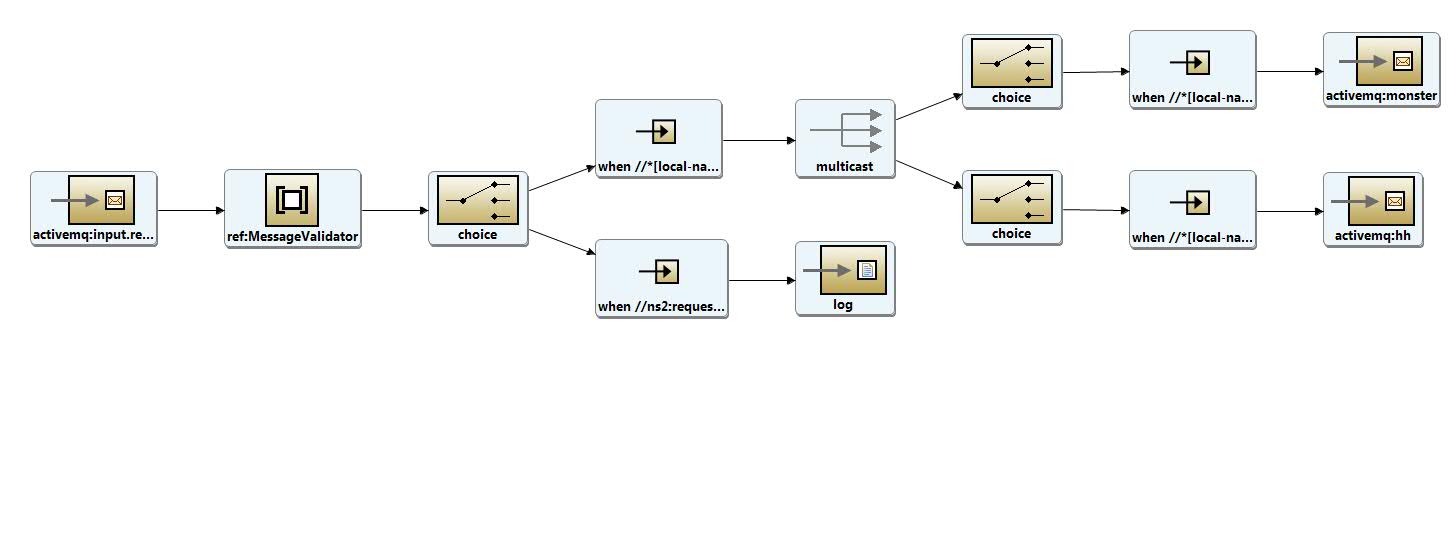 activemq:input.re...
ref:MessageValidator
choice
when //*[local-na...
multicast
choice
when //*[local-na...
activemq:monster
choice
when //*[local-na...
activemq:hh
when //ns2:reques...
log